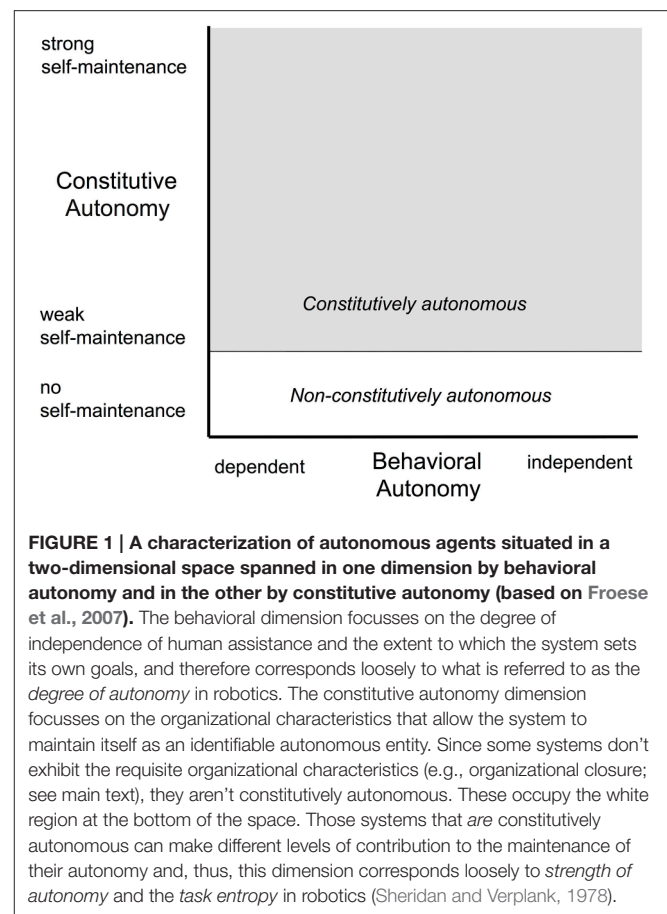 strong
self-maintenance
Constitutive
Autonomy
weak
self-maintenance
Constitutively autonomous
no
self-maintenance
Non-constitutively autonomous
dependent
Behavioral
Autonomy
independent
FIGURE 1 | A characterization of autonomous agents situated in a
two-dimensional space spanned in one dimension by behavioral
autonomy and in the other by constitutive autonomy (based on Froese
et al., 2007). The behavioral dimension focusses on the degree of
independence of human assistance and the extent to which the system sets
its own goals, and therefore corresponds loosely to what is referred to as the
degree of autonomy in robotics. The constitutive autonomy dimension
focusses on the organizational characteristics that allow the system to
maintain itself as an identifiable autonomous entity. Since some systems don't
exhibit the requisite organizational characteristics (e.g., organizational closure;
see main text), they aren't constitutively autonomous. These occupy the white
region at the bottom of the space. Those systems that are constitutively
autonomous can make different levels of contribution to the maintenance of
their autonomy and, thus, this dimension corresponds loosely to strength of
autonomy and the task entropy in robotics (Sheridan and Verplank, 1978).